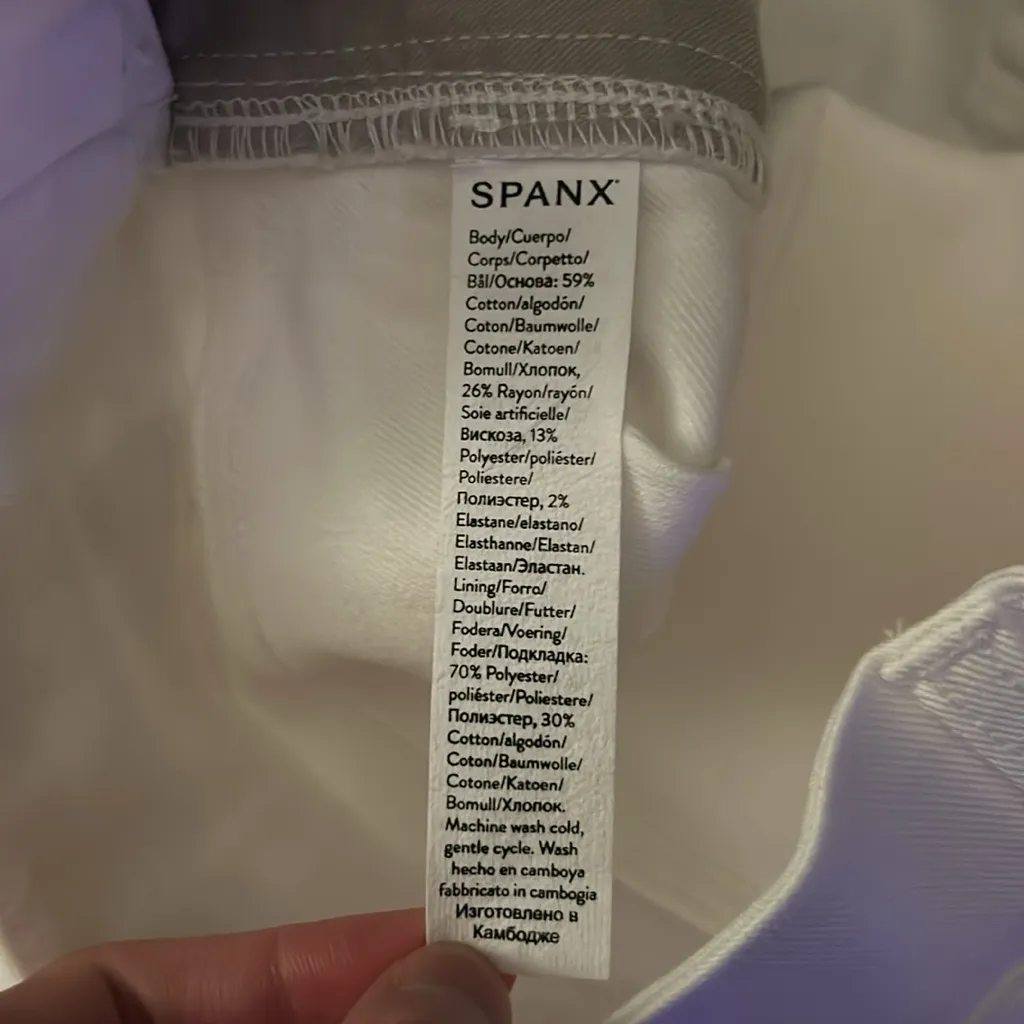 SPANX
Body/Cuerpo/
Corps/Corpetto/
Bål/Основа: 59%
Cotton/algodón/
Coton/Baumwolle/
Cotone/Katoen/
Bomull/Хлопок,
26% Rayon/rayón/
Soie artificielle/
Вискоза, 13%
Polyester/poliéster/
Poliestere/
Полиэстер, 2%
Elastane/elastano/
Elasthanne/Elastan/
Elastaan/Эластан.
Lining/Forro/
Doublure/Futter/
Fodera/Voering/
Foder/Подкладка:
70% Polyester/
poliéster/Poliestere/
Полиэстер, 30%
Cotton/algodón/
Coton/Baumwolle/
Cotone/Katoen/
Bomull/Хлопок.
Machine wash cold,
gentle cycle. Wash
hecho en camboya
fabbricato in cambogia
Изготовлено в
Камбодже